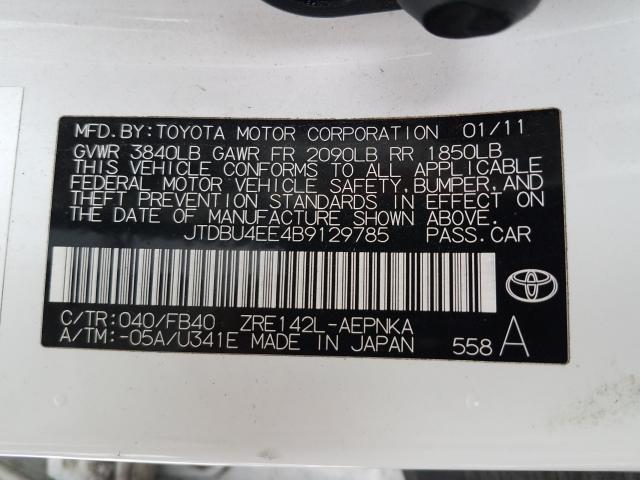 MFD.BY:TOYOTA MOTOR CORPORATION 01/11
GVWR 3840LB GAWR FR 2090LB RR 1850LB
THIS VEHICLE CONFORMS TO ALL APPLICABLE
FEDERAL MOTOR VEHICLE SAFETY,BUMPER,AND
THEFT PREVENTION STANDARDS IN EFFECT ON
THE DATE OF MANUFACTURE SHOWN ABOVE.
JTDBU4EE4B9129785 PASS.CAR
C/TR:040/FB40 ZRE142L-AEPNKA
A/TM:-05A/U341E MADE IN JAPAN 558 A